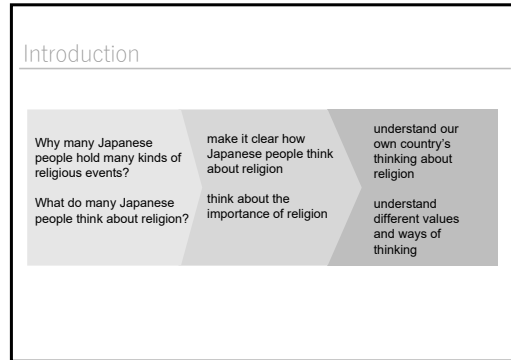 Introduction
Why many Japanese
people hold many kinds of
religious events?
What do many Japanese
people think about religion?
make it clear how
Japanese people think
about religion
think about the
importance of religion
understand our
own country's
thinking about
religion
understand
different values
and ways of
thinking